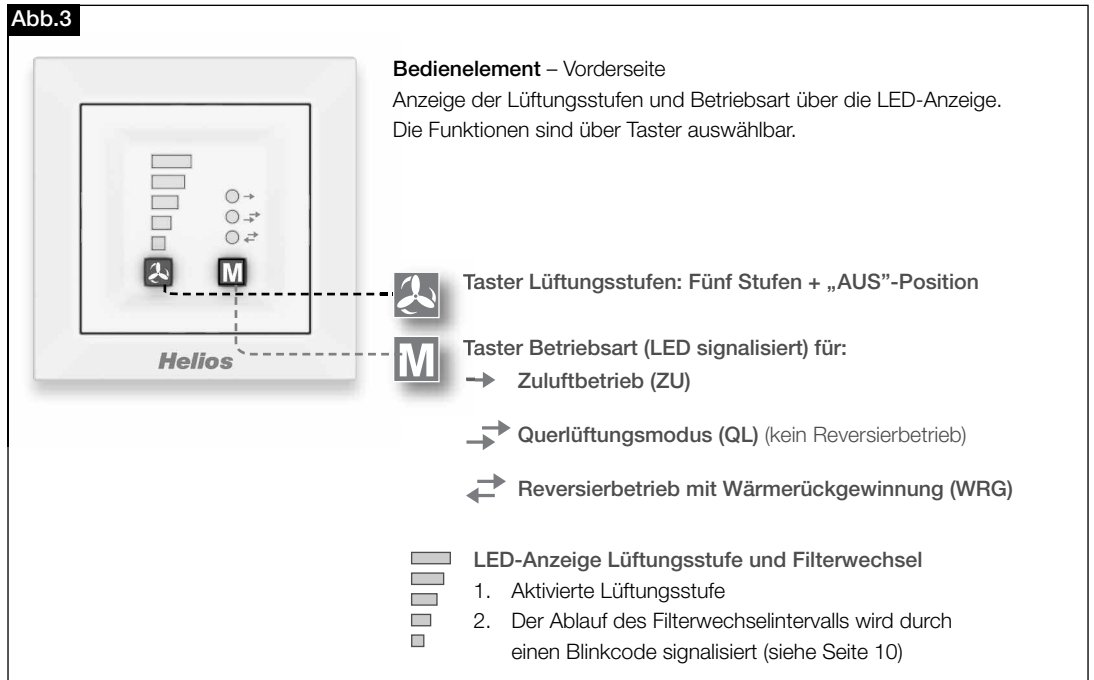 Abb.3
Bedienelement – Vorderseite
Anzeige der Lüftungsstufen und Betriebsart über die LED-Anzeige.
Die Funktionen sind über Taster auswählbar.
M
Helios
Taster Lüftungsstufen: Fünf Stufen + „AUS”-Position
M
Taster Betriebsart (LED signalisiert) für:
Zuluftbetrieb (ZU)
Querlüftungsmodus (QL) (kein Reversierbetrieb)
Reversierbetrieb mit Wärmerückgewinnung (WRG)
LED-Anzeige Lüftungsstufe und Filterwechsel
1. Aktivierte Lüftungsstufe
2. Der Ablauf des Filterwechselintervalls wird durch
einen Blinkcode signalisiert (siehe Seite 10)